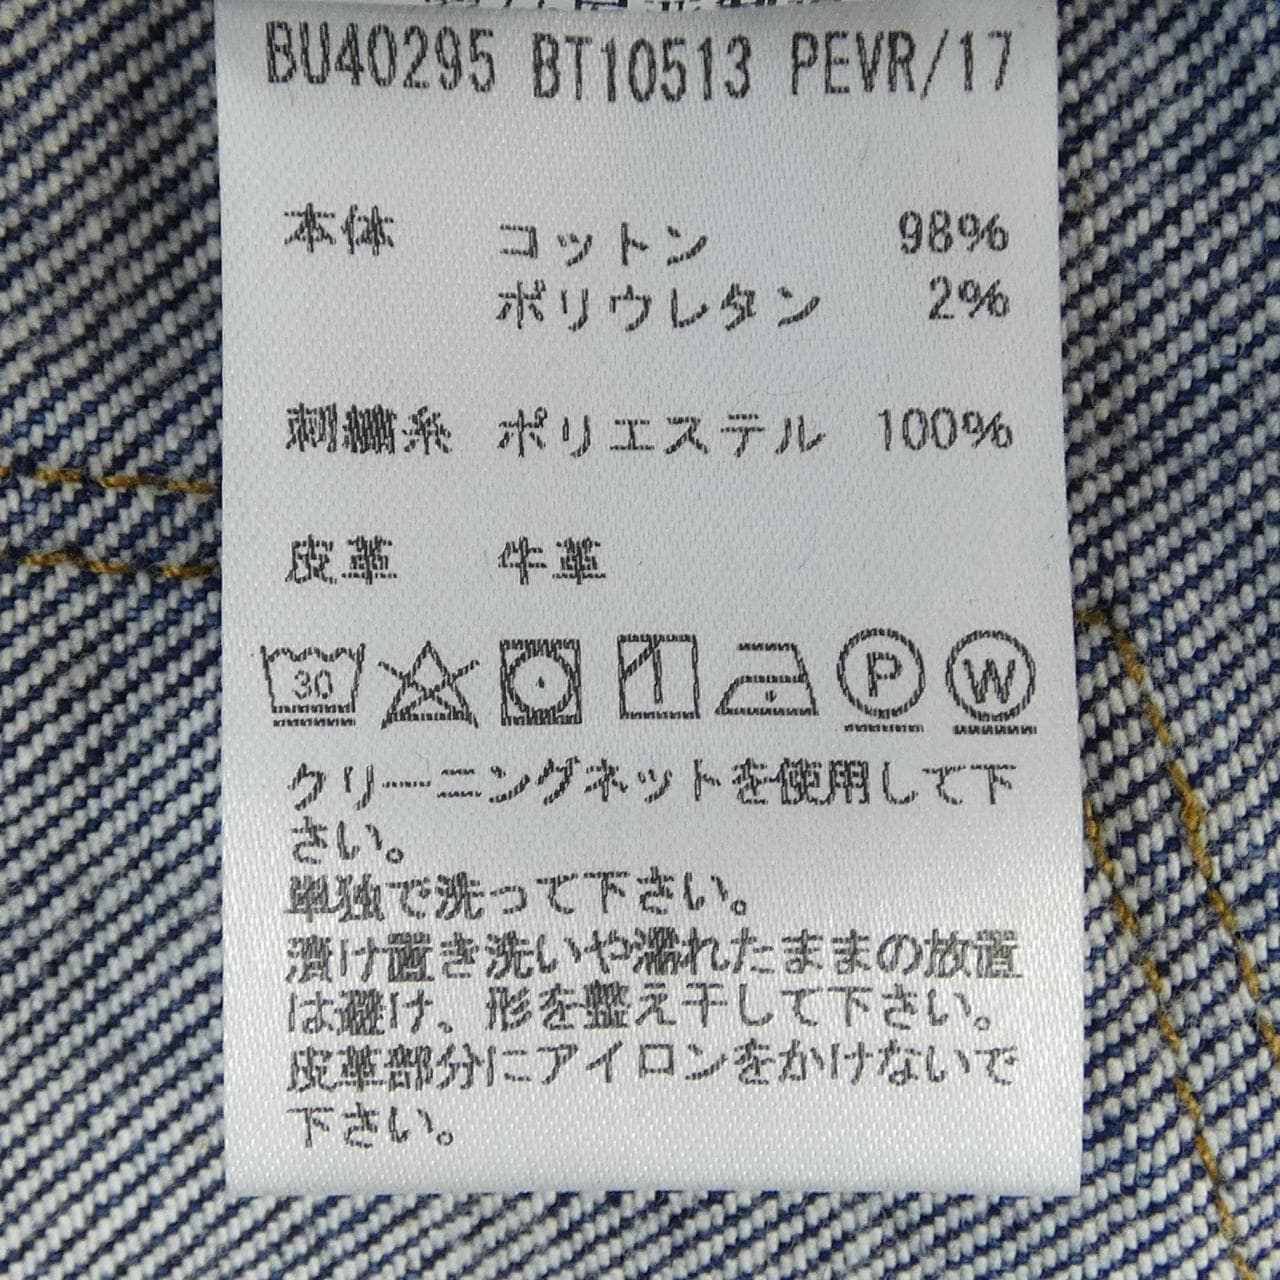 BU40295 BT10513 PEVR/17
本体 コットン 98%
ポリウレタン 2%
刺繍糸 ポリエステル 100%
皮革 牛革
30 P W
クリーニングネットを使用して下
さい。
単独で洗って下さい。
漬け置き洗いや濡れたままの放置
は避け、形を整え干して下さい。
皮革部分にアイロンをかけないで
下さい。